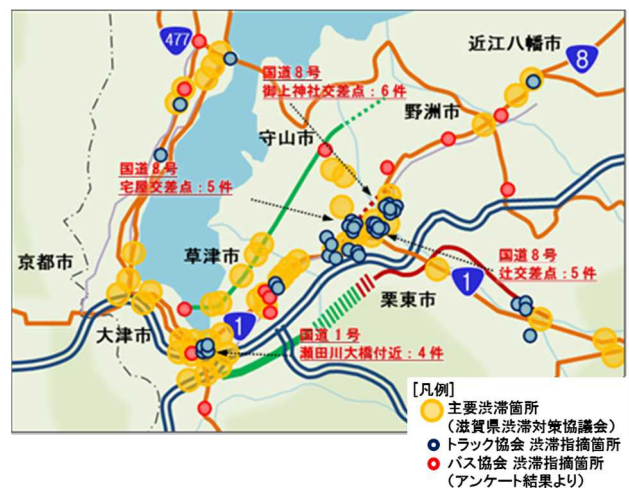 477
近江八幡市
8
国道8号
御上神社交差点：6件
野洲市
守山市
国道8号
宅屋交差点：5件
京都市
草津市
国道8号
辻交差点：5件
1
栗東市
大津市
1
国道1号
瀬田川大橋付近：4件
［凡例］
主要渋滞箇所
（滋賀県渋滞対策協議会）
トラック協会 渋滞指摘箇所
バス協会 渋滞指摘箇所
（アンケート結果より）